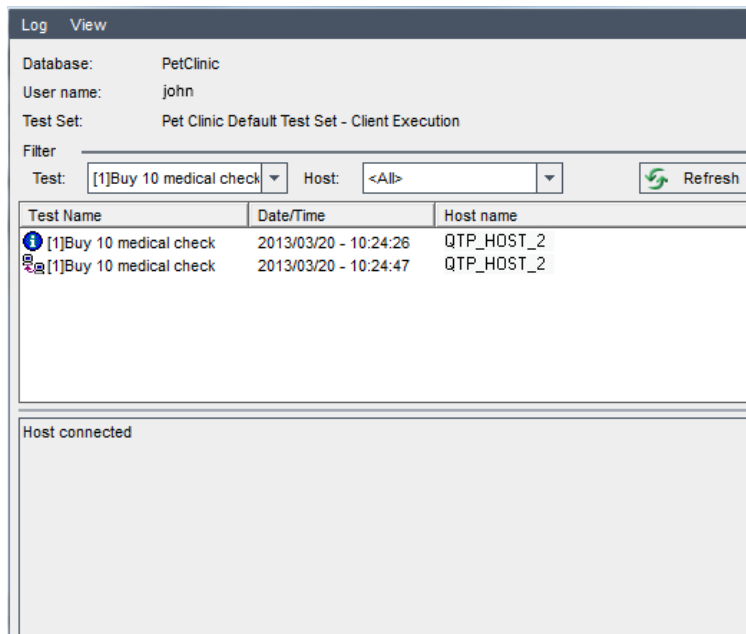 Log View
Database: PetClinic
User name: john
Test Set: Pet Clinic Default Test Set - Client Execution
Filter
Test: [1]Buy 10 medical check Host: <All> Refresh
Test Name Date/Time Host name
[1]Buy 10 medical check 2013/03/20 - 10:24:26 QTP_HOST_2
[1]Buy 10 medical check 2013/03/20 - 10:24:47 QTP_HOST_2
Host connected